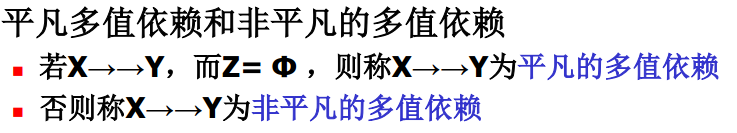 平凡多值依赖和非平凡的多值依赖
若X→→Y，而Z= Φ ，则称X→→Y为平凡的多值依赖
否则称X→→Y为非平凡的多值依赖